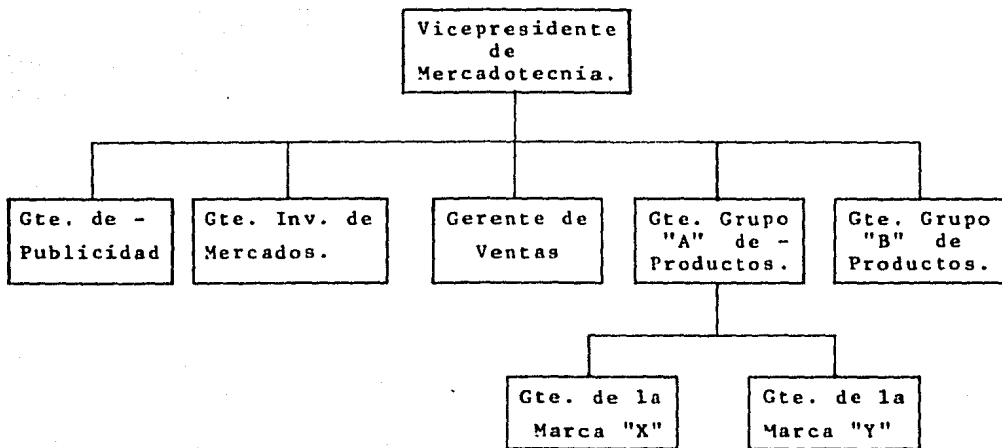 Vicepresidente
de
Mercadotecnia.
Gte. de -
Publicidad
Gte. Inv. de
Mercados.
Gerente de
Ventas
Gte. Grupo
"A" de -
Productos.
Gte. Grupo
"B" de
Productos.
Gte. de la
Marca "X"
Gte. de la
Marca "Y"